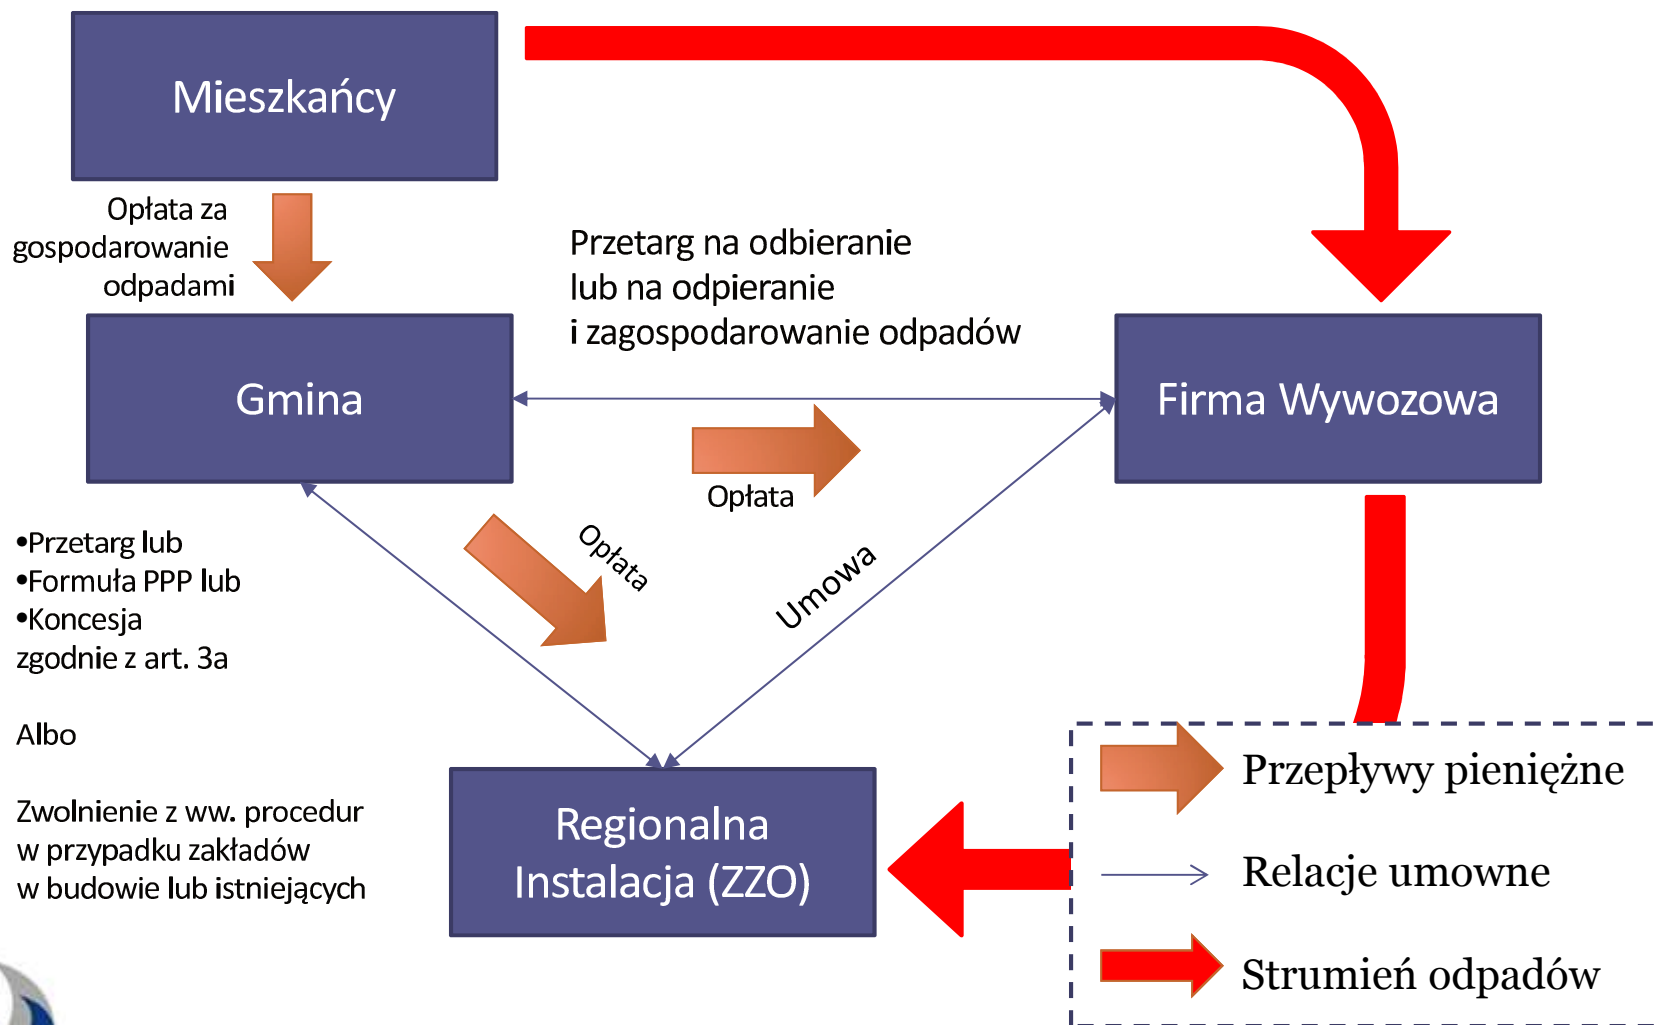 Mieszkańcy
Opłata za
gospodarowanie
odpadami
Przetarg na odbieranie
lub na odpieranie
i zagospodarowanie odpadów
Gmina
Firma Wywozowa
Opłata
Opłata
Umowa
•Przetarg lub
•Formuła PPP lub
•Koncesja
zgodnie z art. 3a
Albo
Zwolnienie z ww. procedur
w przypadku zakładów
w budowie lub istniejących
Regionalna
Instalacja (ZZO)
Przepływy pieniężne
Relacje umowne
Strumień odpadów